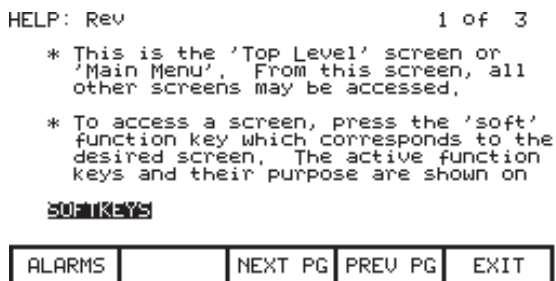 HELP: Rev 1 of 3
* This is the 'Top Level' screen or
'Main Menu'. From this screen, all
other screens may be accessed.
* To access a screen, press the 'soft'
function key which corresponds to the
desired screen. The active function
keys and their purpose are shown on
SOFTKEYS
ALARMS NEXT PG PREV PG EXIT